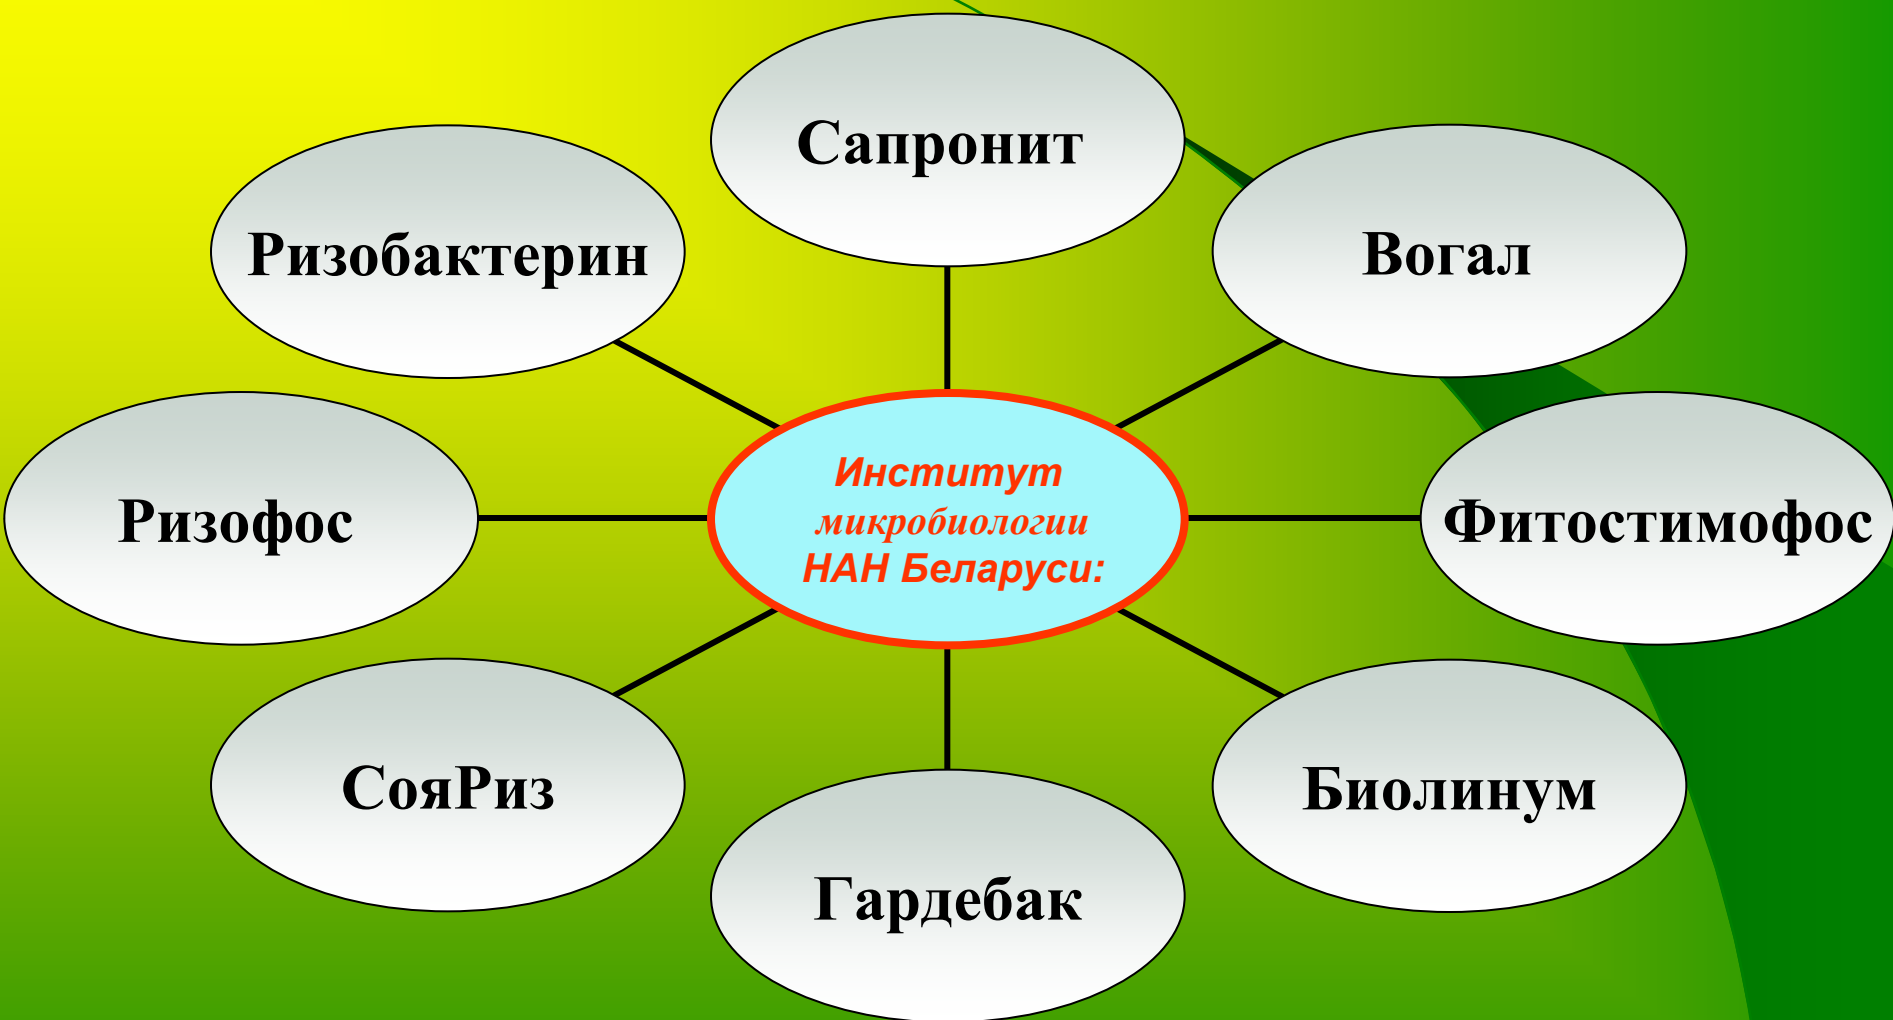 Сапронит
Ризобактерин
Вогал
Институт
микробиологии
НАН Беларуси:
Ризофос
Фитостимофос
СояРиз
Биолинум
Гардебак